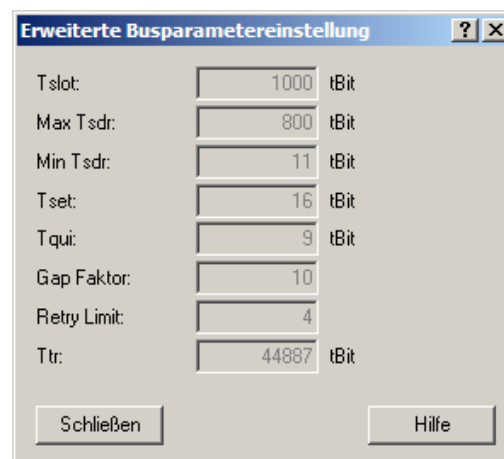 Erweiterte Busparametereinstellung ? X
Tslot: 1000 tBit
Max Tsdr: 800 tBit
Min Tsdr: 11 tBit
Tset: 16 tBit
Tqui: 9 tBit
Gap Faktor: 10
Retry Limit: 4
Ttr: 44887 tBit
Schließen Hilfe